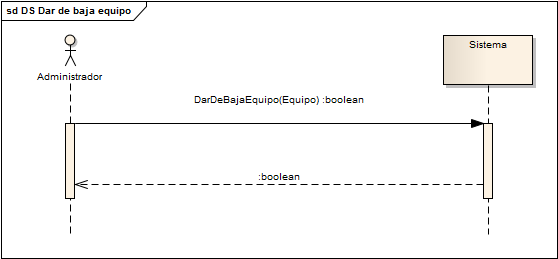 sd DS Dar de baja equipo
Sistema
Administrador
DarDeBajaEquipo(Equipo) :boolean
:boolean